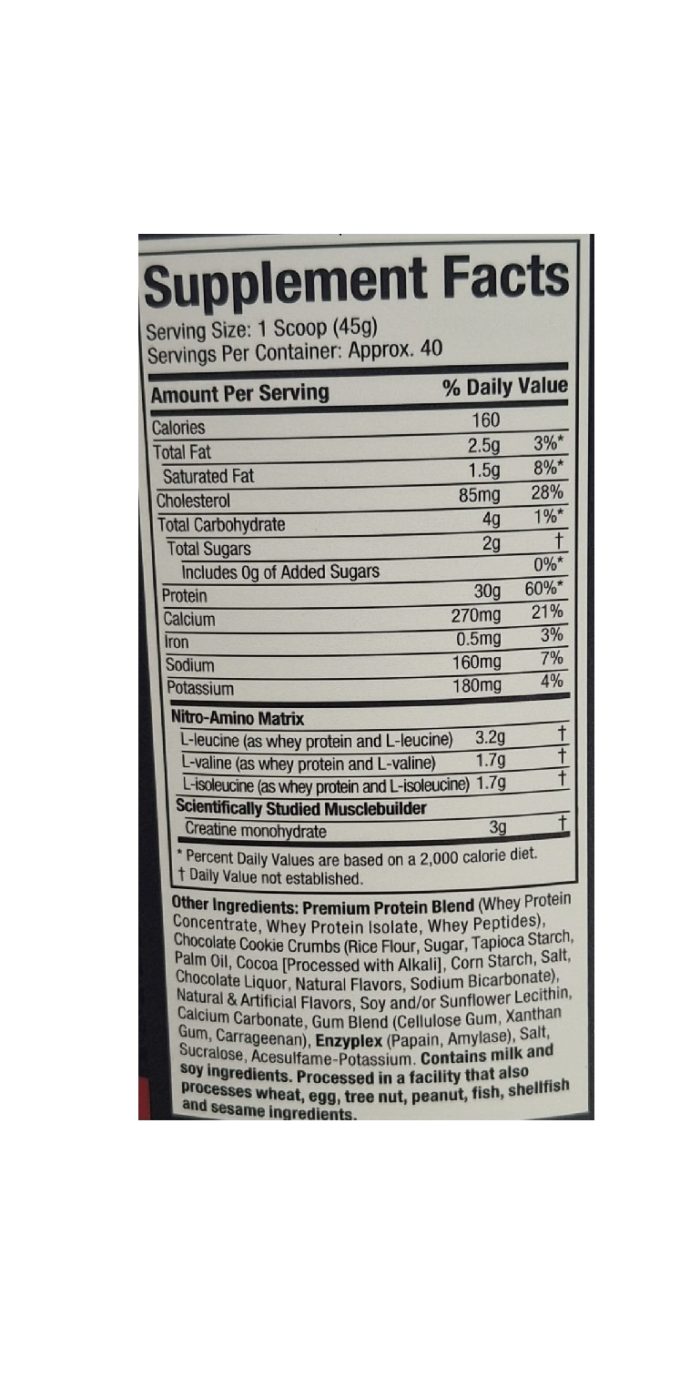 Supplement Facts
Serving Size: 1 Scoop (45g)
Servings Per Container: Approx. 40
Amount Per Serving % Daily Value
Calories 160
Total Fat 2.5g 3%*
Saturated Fat 1.5g 8%*
Cholesterol 85mg 28%
Total Carbohydrate 4g 1%*
Total Sugars 2g †
Includes 0g of Added Sugars 0%*
Protein 30g 60%*
Calcium 270mg 21%
Iron 0.5mg 3%
Sodium 160mg 7%
Potassium 180mg 4%
Nitro-Amino Matrix
L-leucine (as whey protein and L-leucine) 3.2g †
L-valine (as whey protein and L-valine) 1.7g †
L-isoleucine (as whey protein and L-isoleucine) 1.7g †
Scientifically Studied Musclebuilder
Creatine monohydrate 3g †
* Percent Daily Values are based on a 2,000 calorie diet.
† Daily Value not established.
Other Ingredients: Premium Protein Blend (Whey Protein
Concentrate, Whey Protein Isolate, Whey Peptides),
Chocolate Cookie Crumbs (Rice Flour, Sugar, Tapioca Starch,
Palm Oil, Cocoa [Processed with Alkali], Corn Starch, Salt,
Chocolate Liquor, Natural Flavors, Sodium Bicarbonate),
Natural & Artificial Flavors, Soy and/or Sunflower Lecithin,
Calcium Carbonate, Gum Blend (Cellulose Gum, Xanthan
Gum, Carrageenan), Enzyplex (Papain, Amylase), Salt,
Sucralose, Acesulfame-Potassium. Contains milk and
soy ingredients. Processed in a facility that also
processes wheat, egg, tree nut, peanut, fish, shellfish
and sesame ingredients.